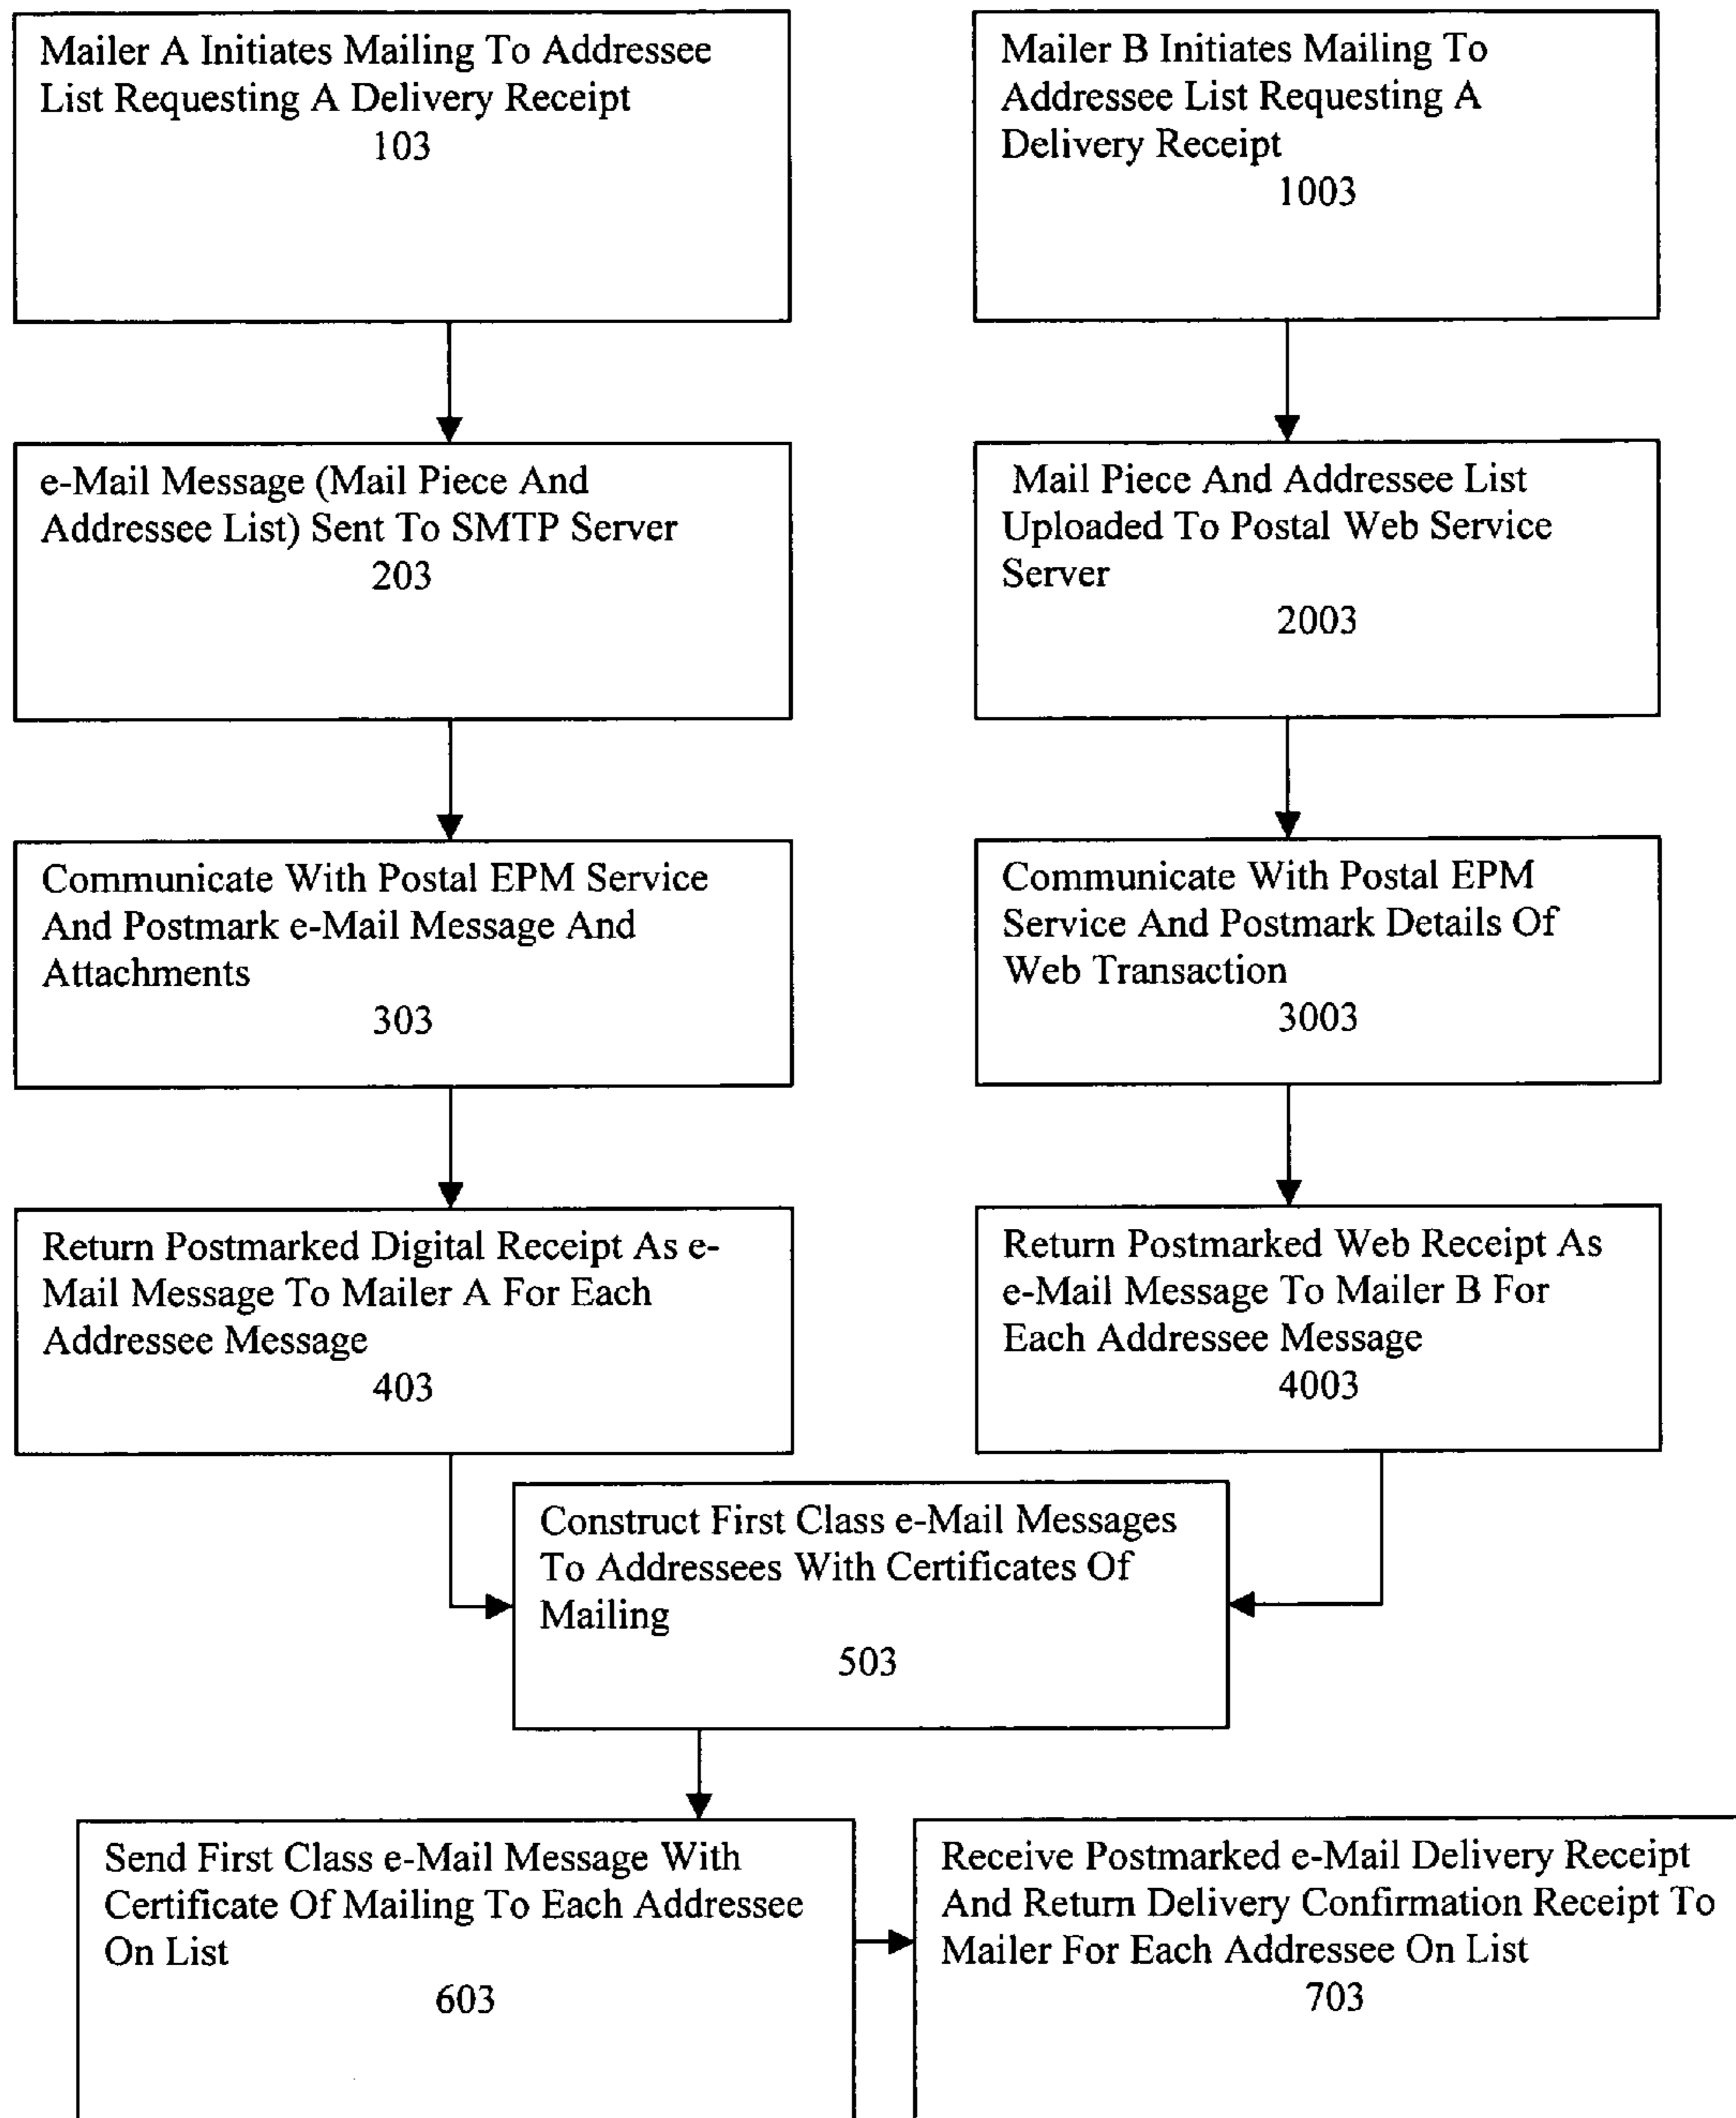 Mailer A Initiates Mailing To Addressee
List Requesting A Delivery Receipt
103
Mailer B Initiates Mailing To
Addressee List Requesting A
Delivery Receipt
1003
e-Mail Message (Mail Piece And
Addressee List) Sent To SMTP Server
203
Mail Piece And Addressee List
Uploaded To Postal Web Service
Server
2003
Communicate With Postal EPM Service
And Postmark e-Mail Message And
Attachments
303
Communicate With Postal EPM
Service And Postmark Details Of
Web Transaction
3003
Return Postmarked Digital Receipt As e-
Mail Message To Mailer A For Each
Addressee Message
403
Return Postmarked Web Receipt As
e-Mail Message To Mailer B For
Each Addressee Message
4003
Construct First Class e-Mail Messages
To Addressees With Certificates Of
Mailing
503
Send First Class e-Mail Message With
Certificate Of Mailing To Each Addressee
On List
603
Receive Postmarked e-Mail Delivery Receipt
And Return Delivery Confirmation Receipt To
Mailer For Each Addressee On List
703